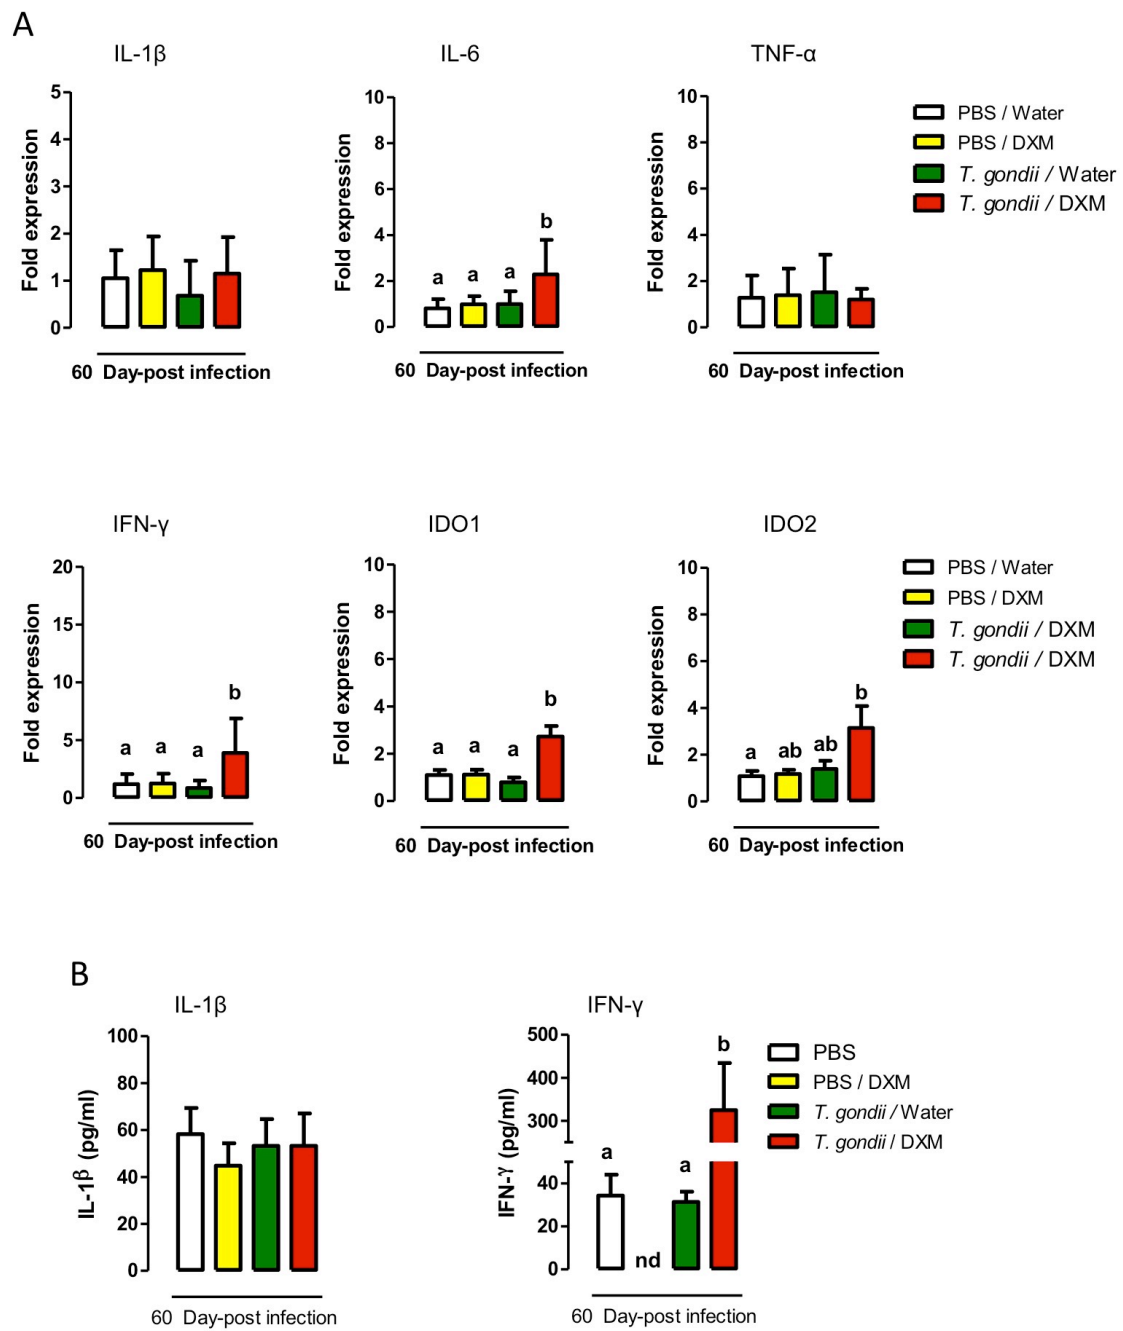 A
IL-1β
IL-6
TNF-α
Fold expression
5
4
3
2
1
0
60 Day-post infection
Fold expression
10
8
6
4
2
0
a
a
a
b
60 Day-post infection
Fold expression
10
8
6
4
2
0
60 Day-post infection
PBS / Water
PBS / DXM
T. gondii / Water
T. gondii / DXM
IFN-γ
IDO1
IDO2
Fold expression
20
15
10
5
0
a
a
a
b
60 Day-post infection
Fold expression
10
8
6
4
2
0
a
a
a
b
60 Day-post infection
Fold expression
10
8
6
4
2
0
a
ab
ab
b
60 Day-post infection
PBS / Water
PBS / DXM
T. gondii / DXM
T. gondii / DXM
B
IL-1β
IFN-γ
IL-1β (pg/ml)
100
80
60
40
20
0
60 Day-post infection
IFN-γ (pg/ml)
500
400
300
40
20
0
a
nd
a
b
60 Day-post infection
PBS
PBS / DXM
T. gondii / Water
T. gondii / DXM